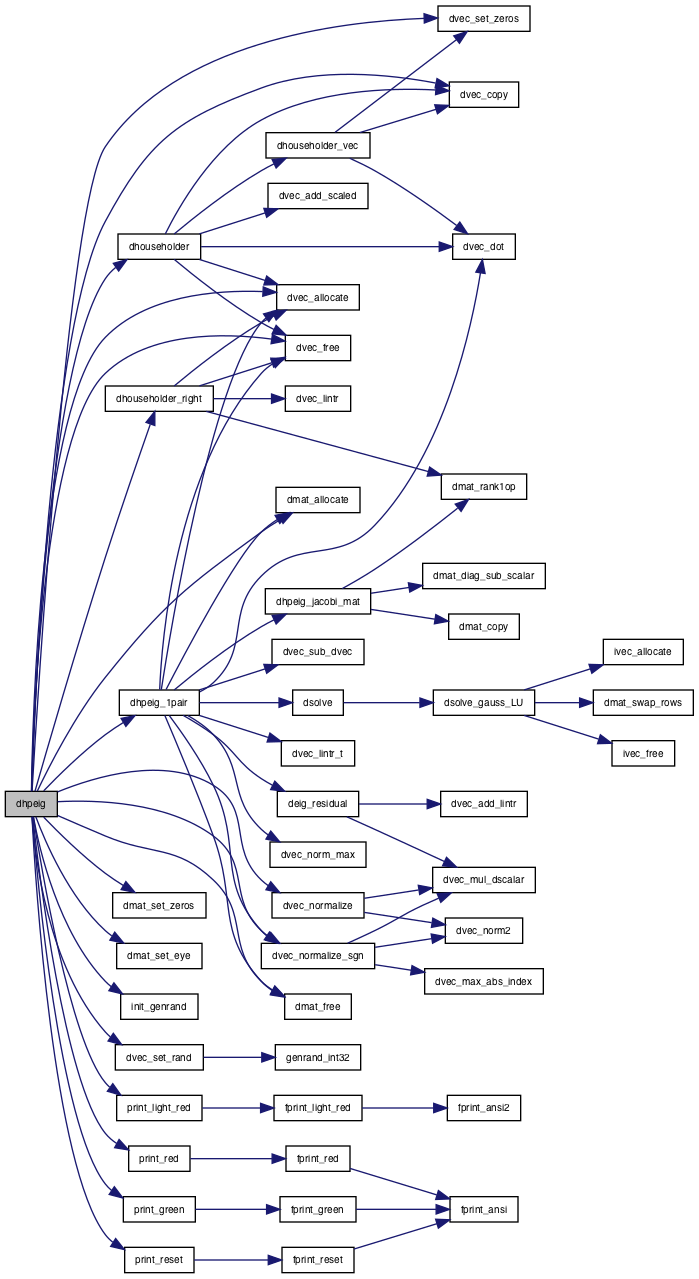 dvec_set_zeros
dvec_copy
dhouseholder_vec
dvec_add_scaled
dhouseholder
dvec_dot
dvec_allocate
dvec_free
dhouseholder_right
dvec_lintr
dmat_rank1op
dmat_allocate
dmat_diag_sub_scalar
dhpeig_jacobi_mat
dmat_copy
dvec_sub_dvec
ivec_allocate
dhpeig_1pair
dsolve
dsolve_gauss_LU
dmat_swap_rows
dvec_lintr_t
ivec_free
dhpeig
deig_residual
dvec_add_lintr
dvec_norm_max
dvec_mul_dscalar
dmat_set_zeros
dvec_normalize
dvec_norm2
dmat_set_eye
dvec_normalize_sgn
dvec_max_abs_index
init_genrand
dmat_free
dvec_set_rand
genrand_int32
print_light_red
fprint_light_red
fprint_ansi2
print_red
fprint_red
print_green
fprint_green
fprint_ansi
print_reset
fprint_reset